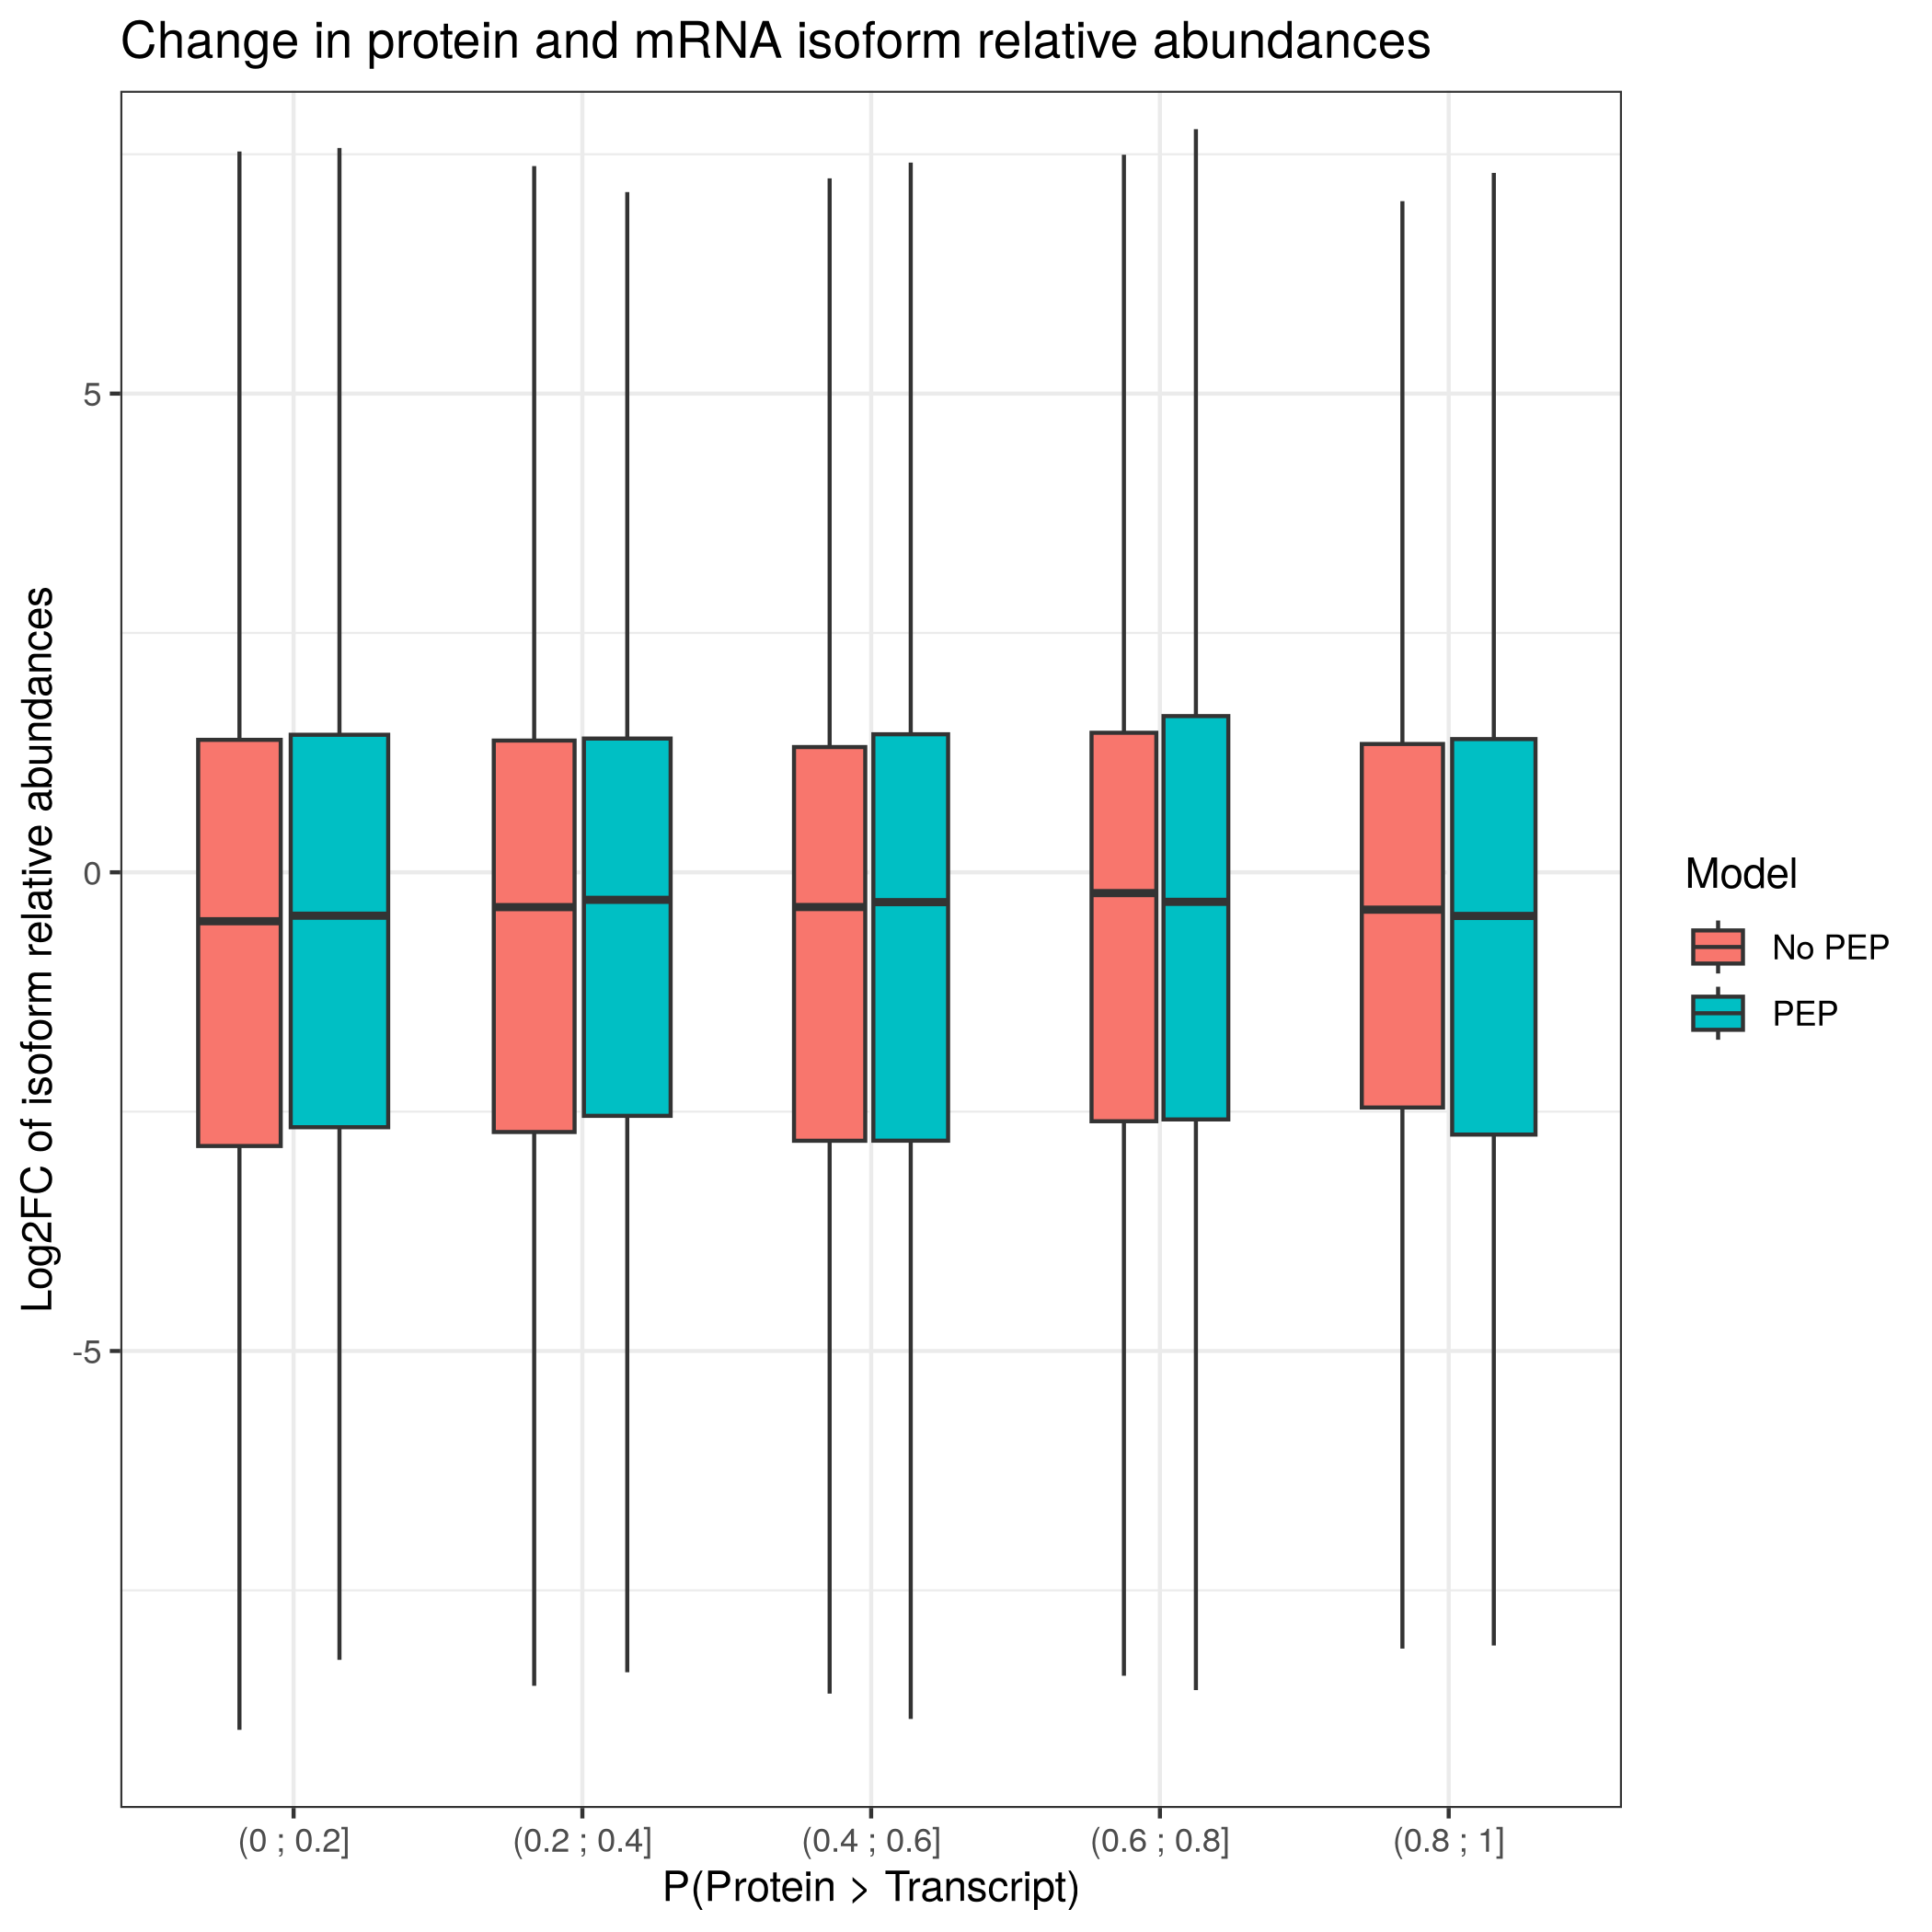 Change in protein and mRNA isoform relative abundances
Log2FC of isoform relative abundances
5
0
-5
(0 ; 0.2]
(0.2 ; 0.4]
(0.4 ; 0.6]
(0.6 ; 0.8]
(0.8 ; 1]
P(Protein > Transcript)
Model
No PEP
PEP